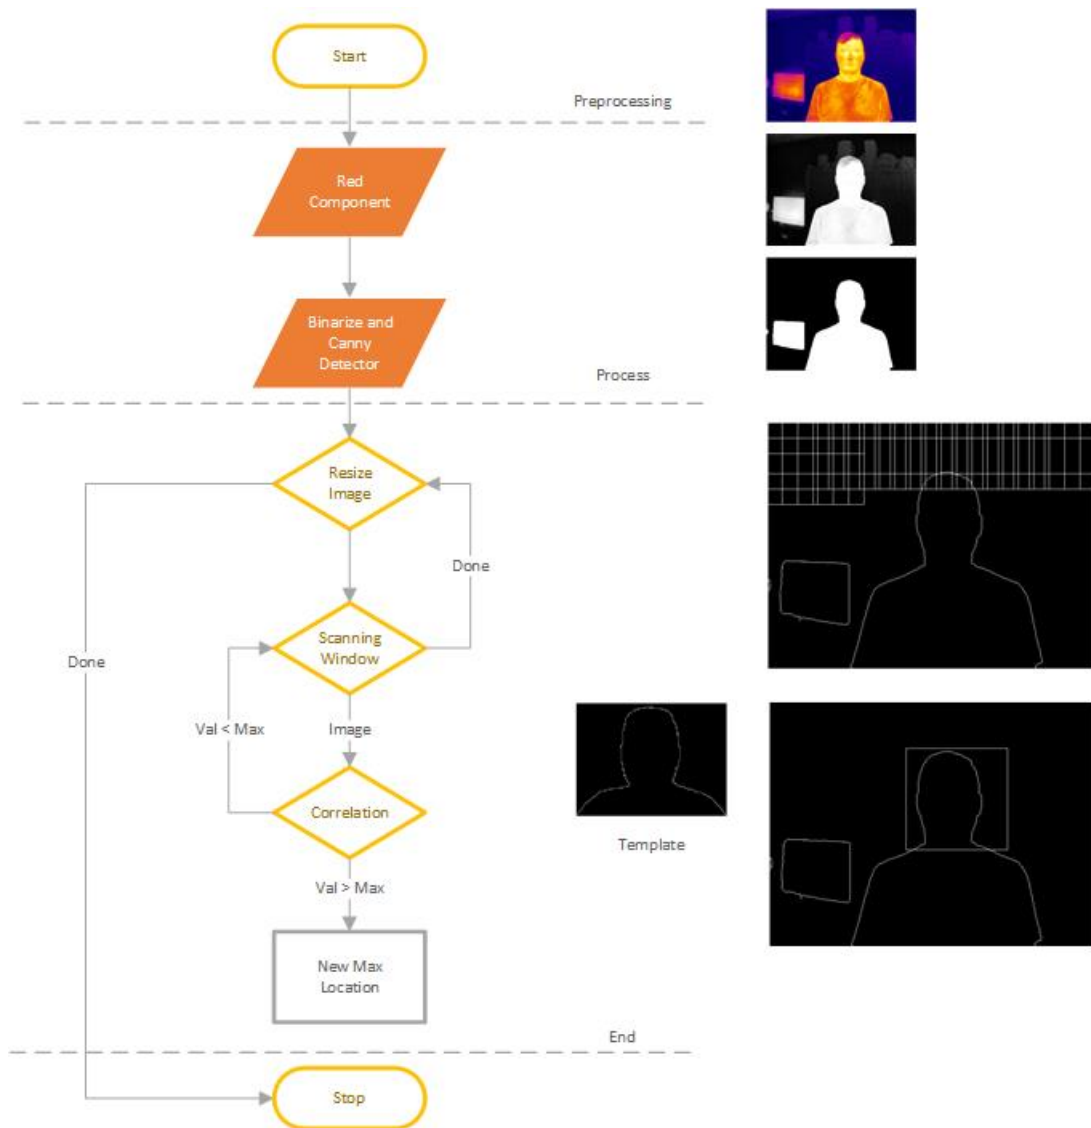 Start
Preprocessing
Red
Component
Binarize and
Canny
Detector
Process
Resize
Image
Done
Scanning
Window
Done
Val < Max
Image
Correlation
Template
Val > Max
New Max
Location
End
Stop